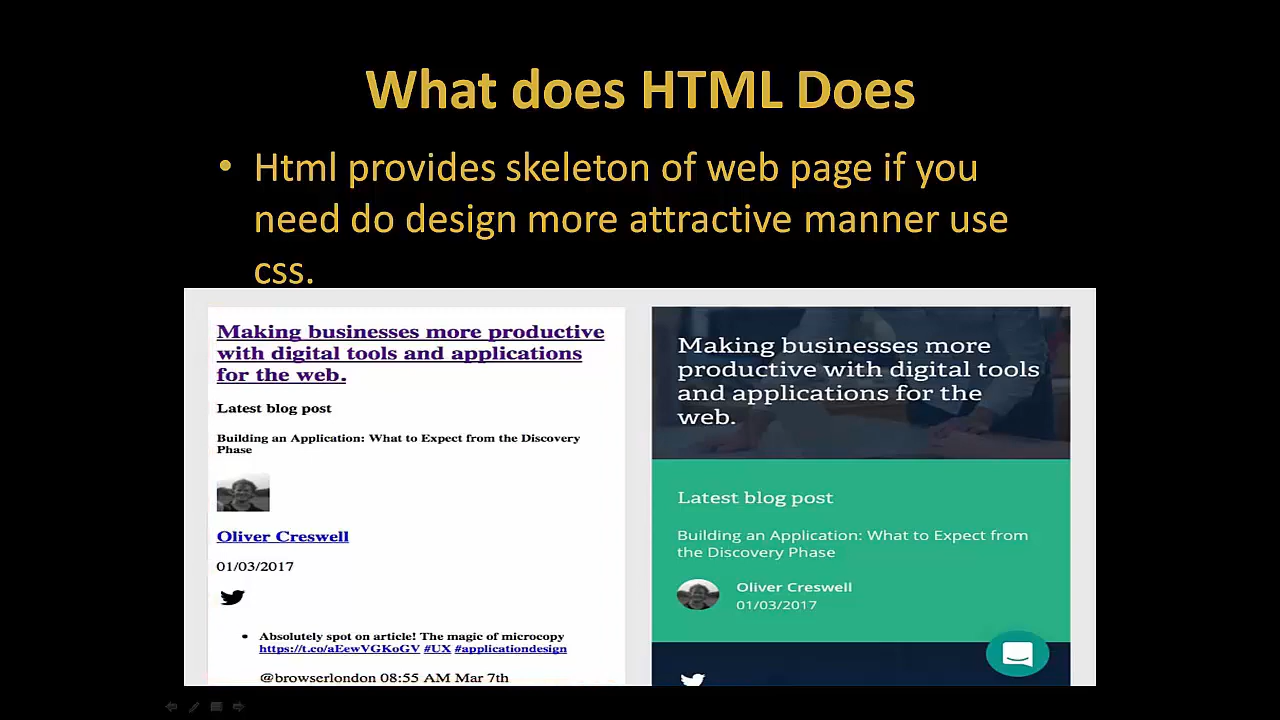 What does HTML Does
• Html provides skeleton of web page if you
need do design more attractive manner use
css.
Making businesses more productive
with digital tools and applications
for the web.
Latest blog post
Building an Application: What to Expect from the Discovery
Phase
Oliver Creswell
01/03/2017
• Absolutely spot on article! The magic of microcopy
https://t.co/aEewVGKoGV #UX #applicationdesign
@browserlondon 08:55 AM Mar 7th
Making businesses more
productive with digital tools
and applications for the
web.
Latest blog post
Building an Application: What to Expect from
the Discovery Phase
Oliver Creswell
01/03/2017